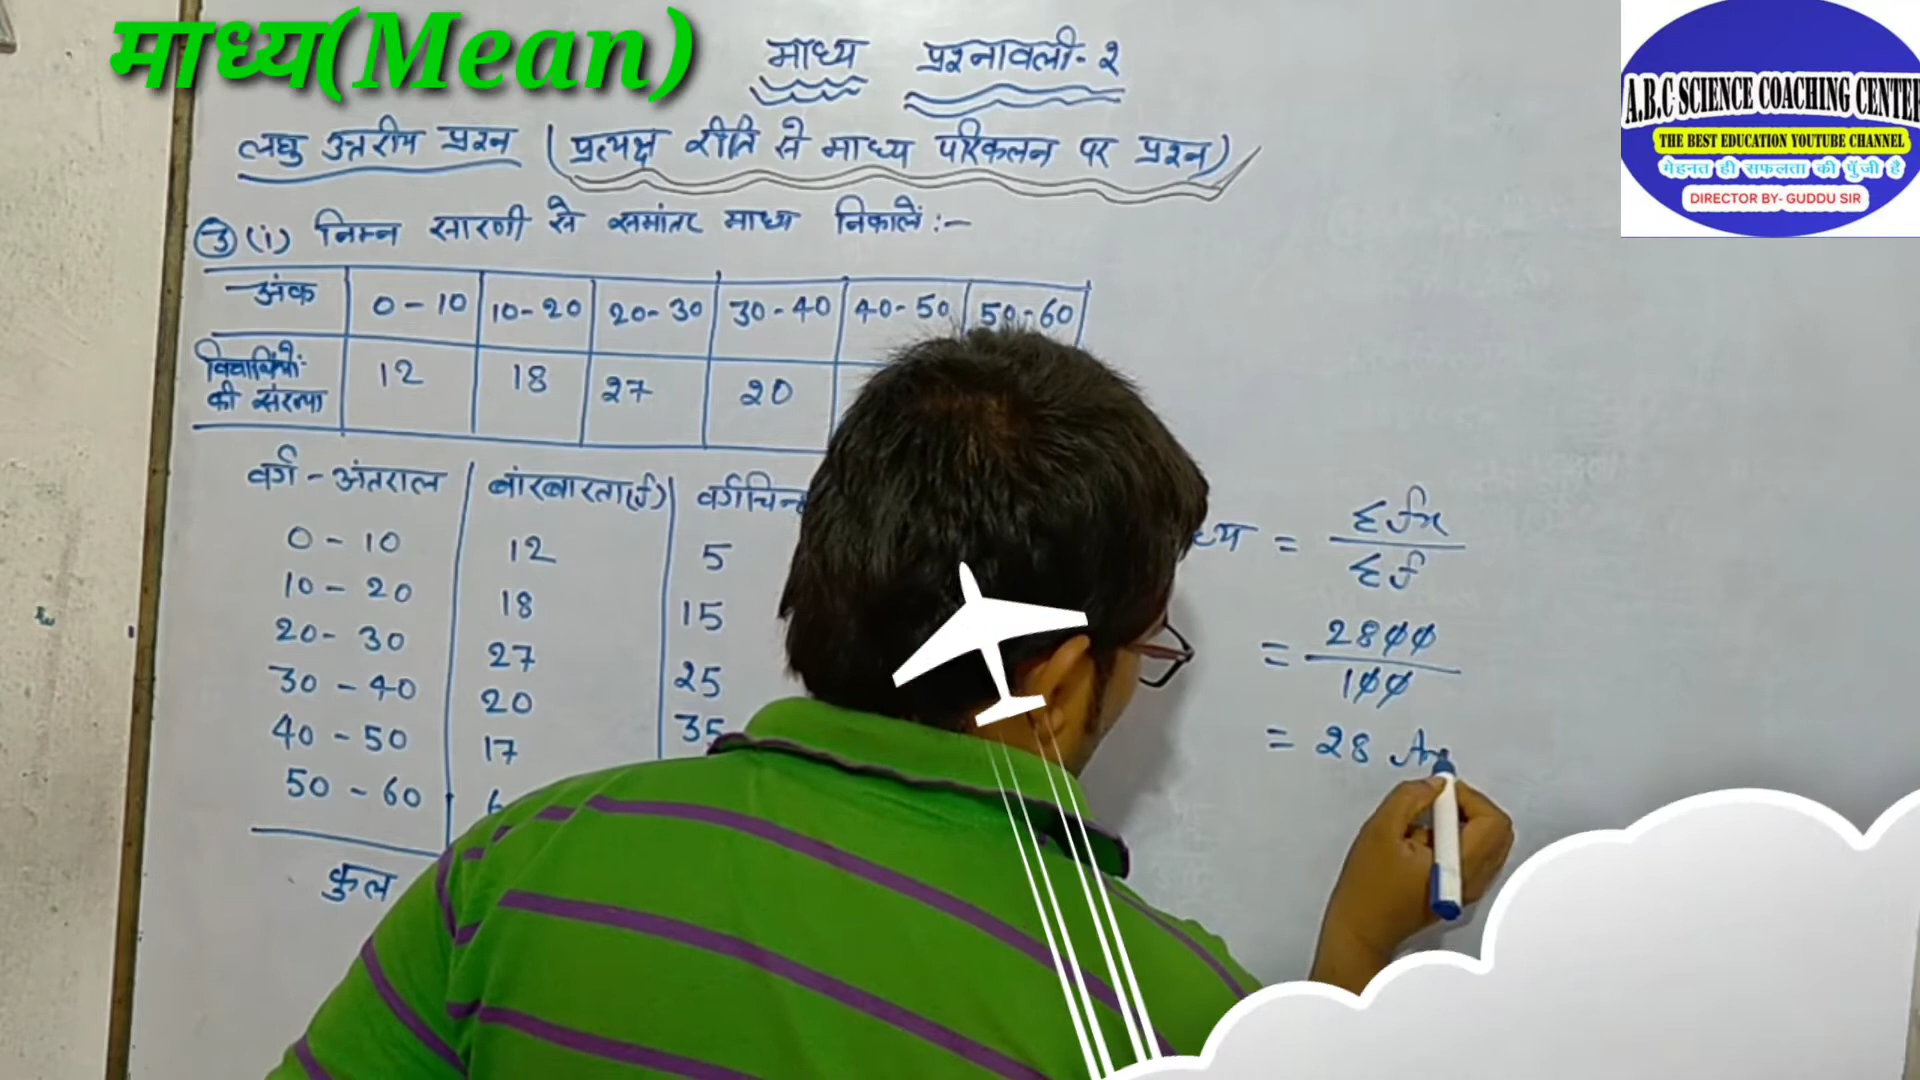 माध्य(Mean)
माध्य प्रश्नावली-२
लघु उत्तरीय प्रश्न (प्रत्यक्ष रीति से माध्य परिकलन पर प्रश्न)
A.B.C SCIENCE COACHING CENTER
THE BEST EDUCATION YOUTUBE CHANNEL
मेहनत ही सफलता की पुँजी है
DIRECTOR BY- GUDDU SIR
③ (i) निम्न सारणी से समांतर माध्य निकालें :-
अंक 0-10 10-20 20-30 30-40 40-50 50-60
विद्यार्थियों की संख्या 12 18 27 20
वर्ग-अंतराल बांरबारता(f) वर्गचिन्ह
0-10 12 5
10-20 18 15
20-30 27 25
30-40 20 35
40-50 17
50-60 6
कुल
= Σfx / Σf
= 2800 / 100
= 28